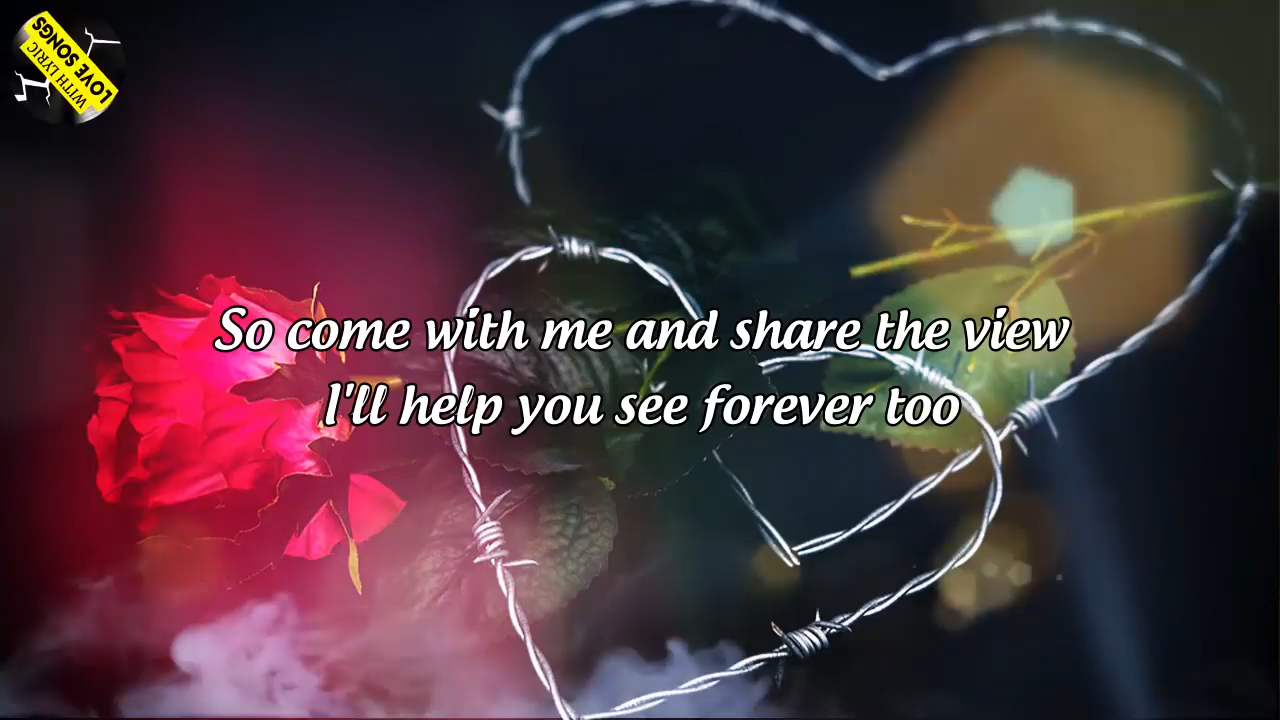 LOVE SONGS
WITH LYRIC
So come with me and share the view
I'll help you see forever too